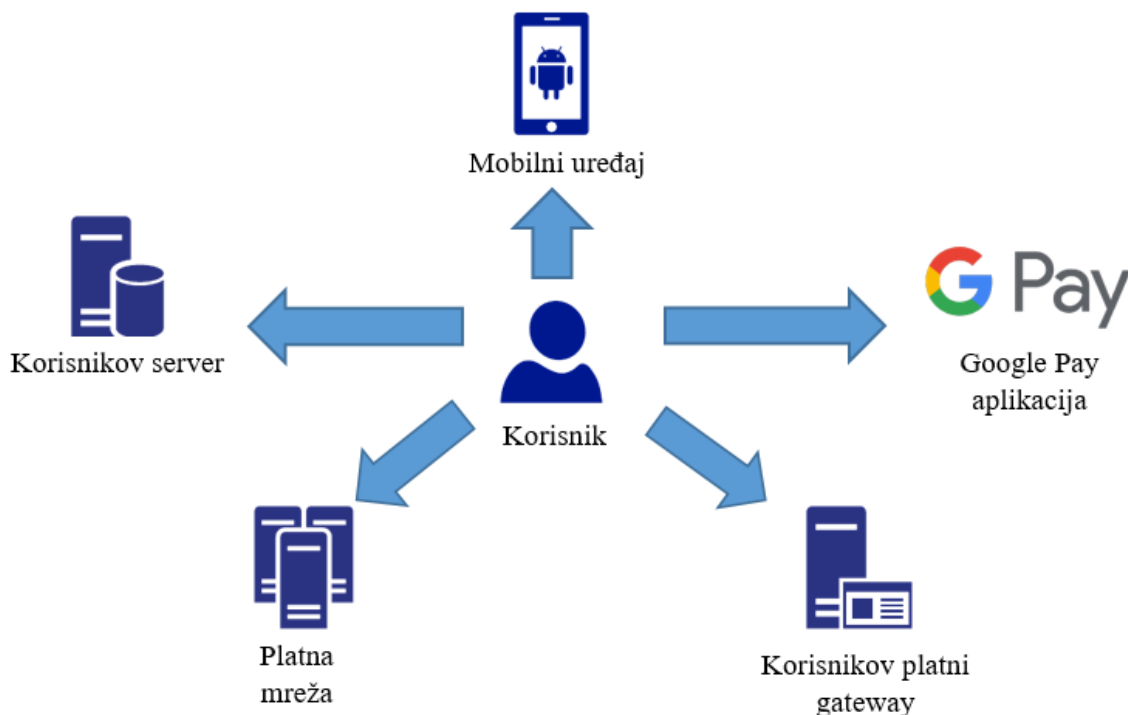 Mobilni uređaj
G Pay
Korisnikov server
Google Pay
aplikacija
Korisnik
Platna
mreža
Korisnikov platni
gateway